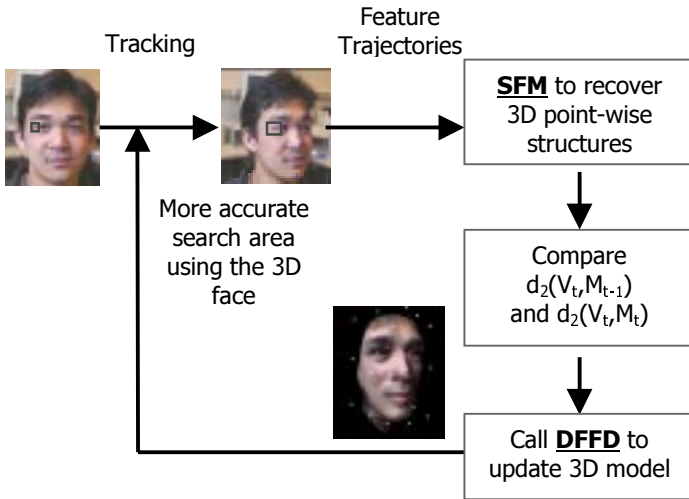 Tracking
Feature
Trajectories
SFM to recover
3D point-wise
structures
More accurate
search area
using the 3D
face
Compare
d₂(Vₜ,Mₜ₋₁)
and d₂(Vₜ,Mₜ)
Call DFFD to
update 3D model